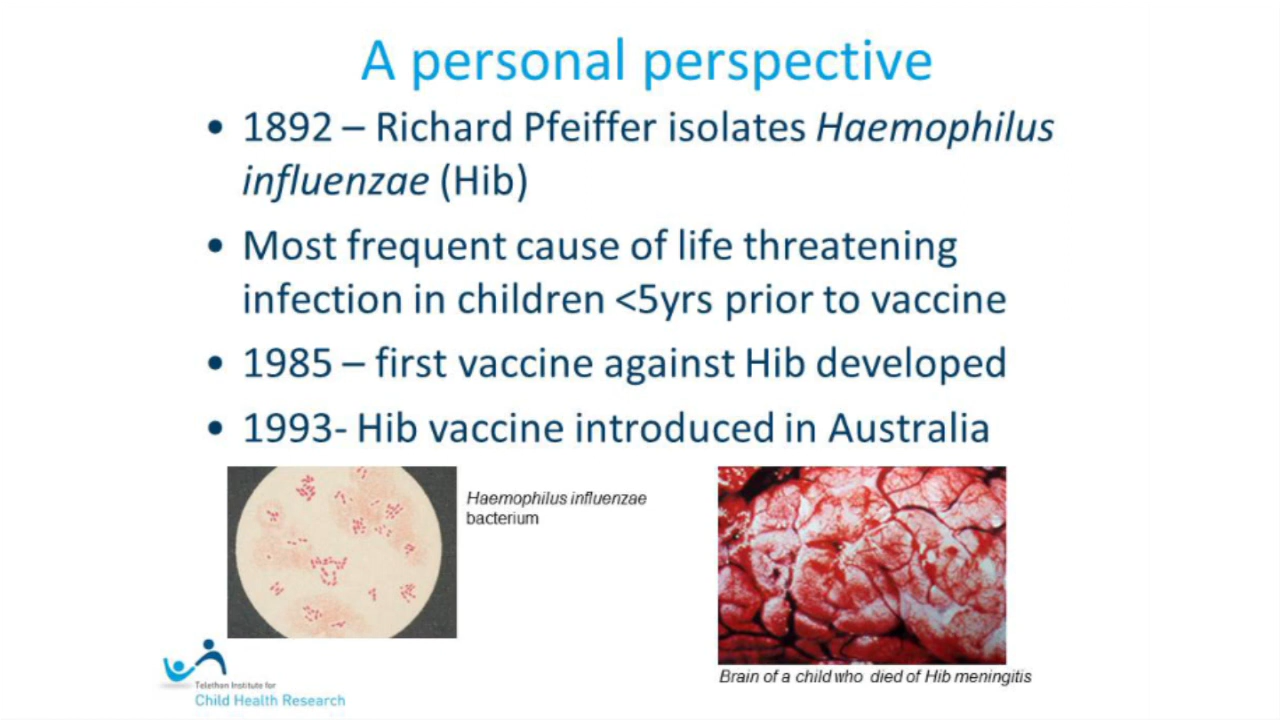 A personal perspective
• 1892 – Richard Pfeiffer isolates Haemophilus
influenzae (Hib)
• Most frequent cause of life threatening
infection in children <5yrs prior to vaccine
• 1985 – first vaccine against Hib developed
• 1993- Hib vaccine introduced in Australia
Haemophilus influenzae
bacterium
Brain of a child who died of Hib meningitis
Telethon Institute for
Child Health Research